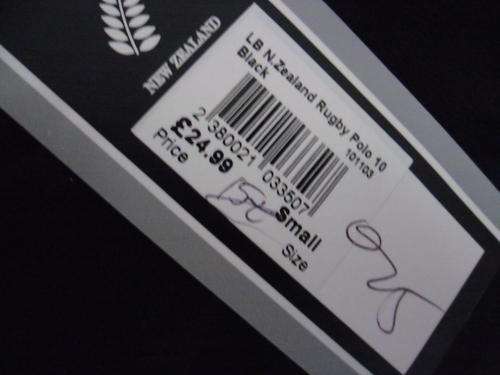 NEW ZEALAND
LB N.Zealand Rugby Polo 10
Black
101103
2 380021 033507
£24.99
Small
Price
Size